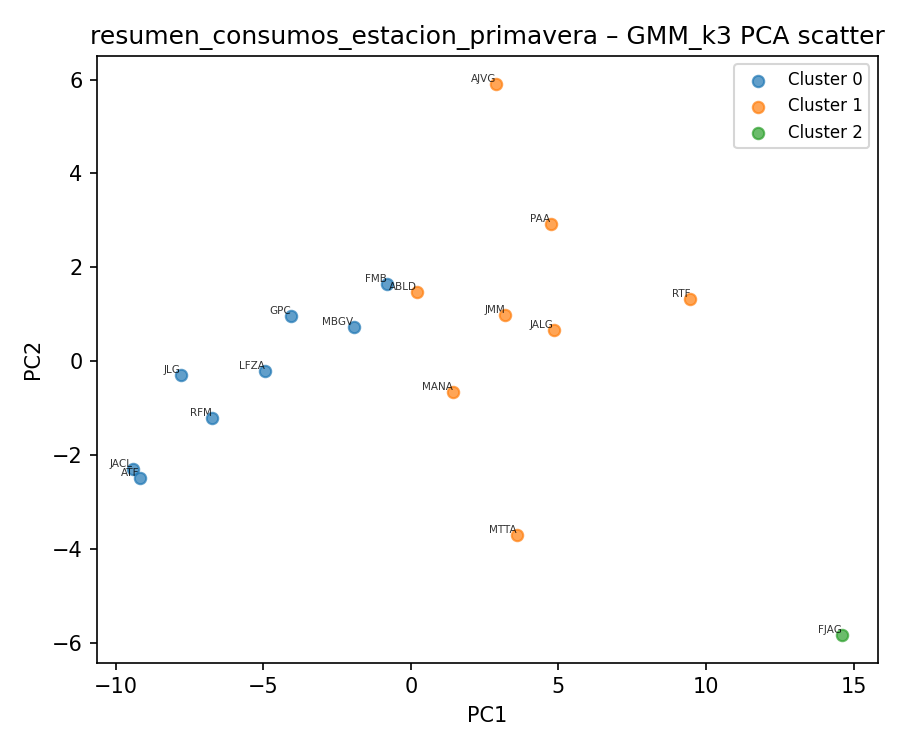 resumen_consumos_estacion_primavera – GMM_k3 PCA scatter
Cluster 0
Cluster 1
Cluster 2
6
4
2
0
−2
−4
−6
PC2
AJVG
PAA
FMB
ABLD
RTF
GPC
JMM
MBGV
JALG
LFZA
JLG
MANA
RFM
JACL
ATF
MTTA
FJAG
−10
−5
0
5
10
15
PC1